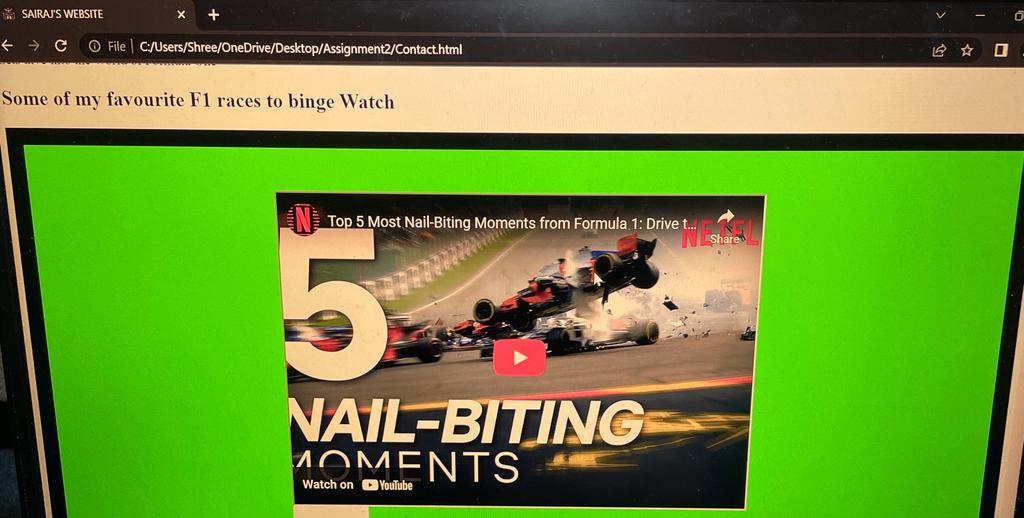 SAIRAJ'S WEBSITE
File | C:/Users/Shree/OneDrive/Desktop/Assignment2/Contact.html
Some of my favourite F1 races to binge Watch
N Top 5 Most Nail-Biting Moments from Formula 1: Drive t...
Share
5
NAIL-BITING
MOMENTS
Watch on YouTube